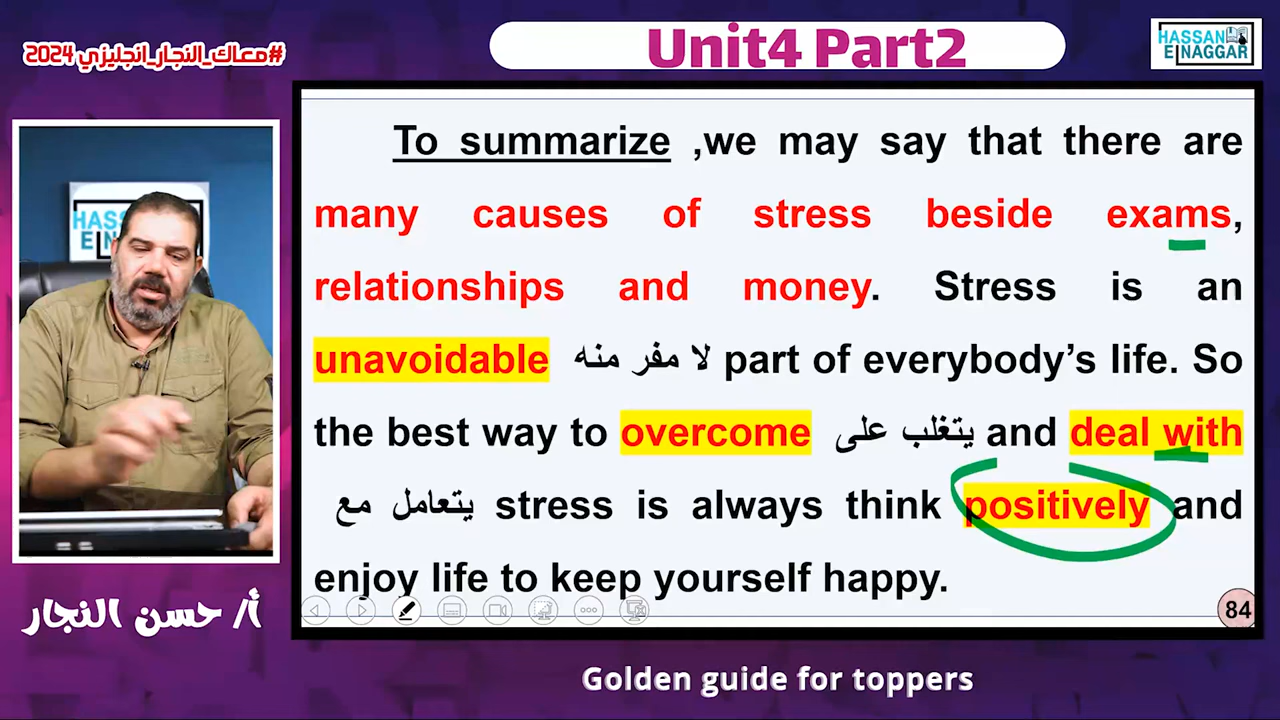 #معاك_النجار_انجليزي 2024
Unit4 Part2
HASSAN
ELNAGGAR
To summarize ,we may say that there are
many causes of stress beside exams,
relationships and money. Stress is an
unavoidable لا مفر منه part of everybody’s life. So
the best way to overcome يتغلب على and deal with
يتعامل مع stress is always think positively and
enjoy life to keep yourself happy.
84
أ/ حسن النجار
Golden guide for toppers